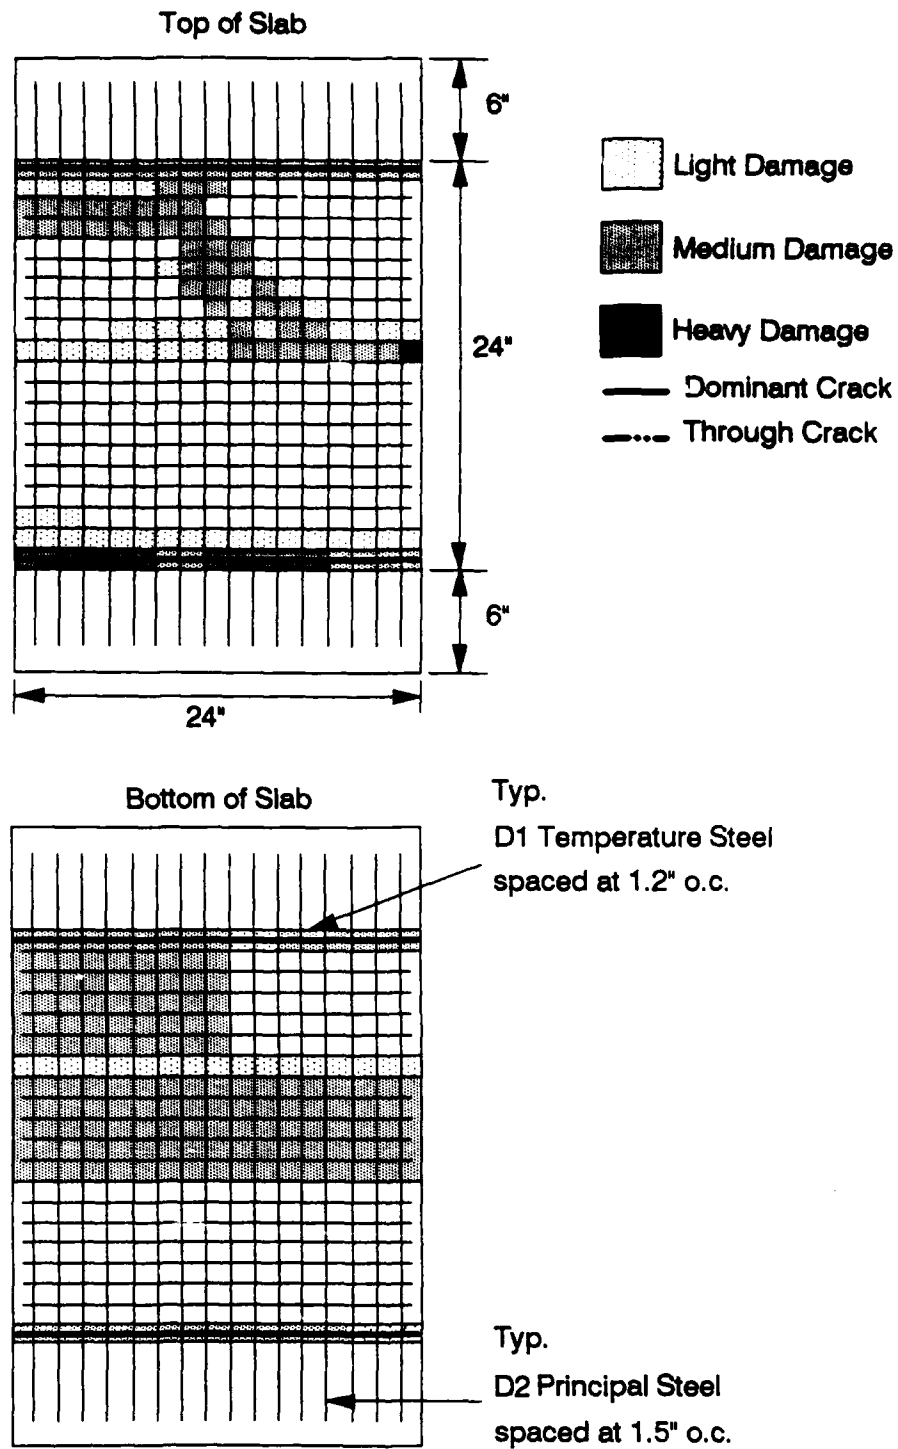 Top of Slab
6"
Light Damage
Medium Damage
Heavy Damage
24"
Dominant Crack
Through Crack
6"
24"
Bottom of Slab
Typ.
D1 Temperature Steel
spaced at 1.2" o.c.
Typ.
D2 Principal Steel
spaced at 1.5" o.c.